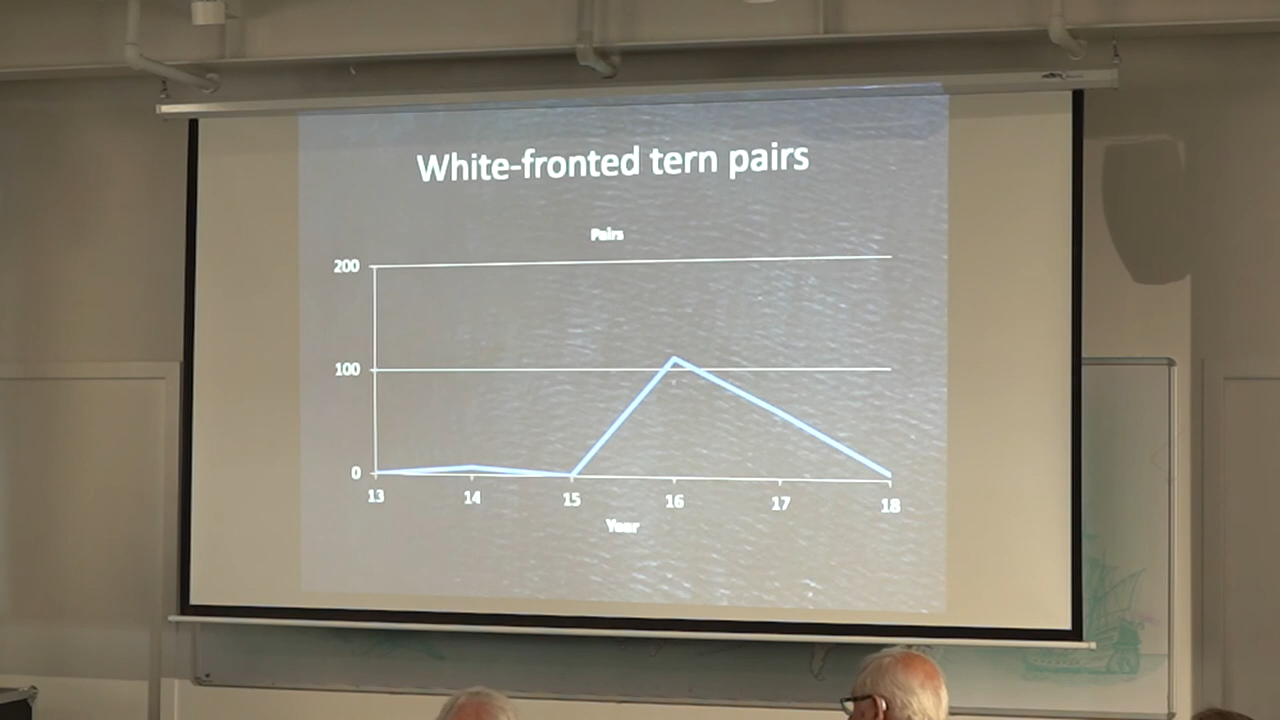 White-fronted tern pairs
Pairs
200
100
0
13 14 15 16 17 18
Year